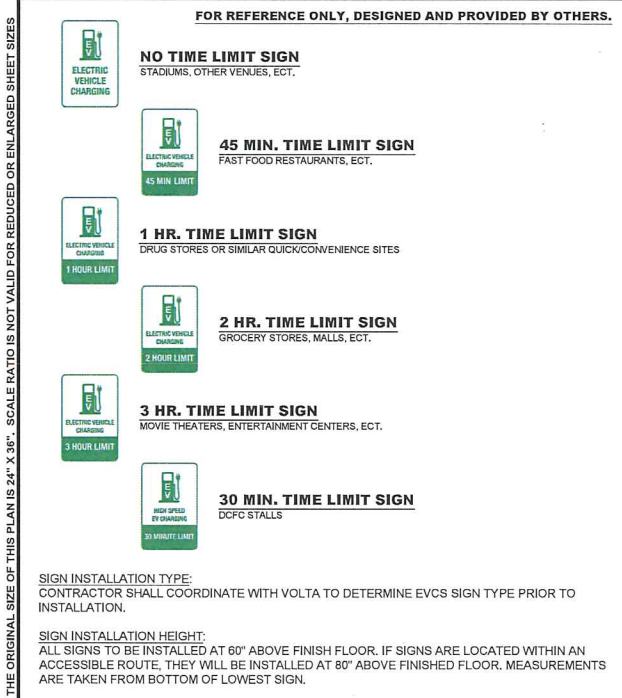 FOR REFERENCE ONLY, DESIGNED AND PROVIDED BY OTHERS.
THE ORIGINAL SIZE OF THIS PLAN IS 24" X 36". SCALE RATIO IS NOT VALID FOR REDUCED OR ENLARGED SHEET SIZES
EV
ELECTRIC
VEHICLE
CHARGING
NO TIME LIMIT SIGN
STADIUMS, OTHER VENUES, ECT.
EV
ELECTRIC VEHICLE
CHARGING
45 MIN LIMIT
45 MIN. TIME LIMIT SIGN
FAST FOOD RESTAURANTS, ECT.
EV
ELECTRIC VEHICLE
CHARGING
1 HOUR LIMIT
1 HR. TIME LIMIT SIGN
DRUG STORES OR SIMILAR QUICK/CONVENIENCE SITES
EV
ELECTRIC VEHICLE
CHARGING
2 HOUR LIMIT
2 HR. TIME LIMIT SIGN
GROCERY STORES, MALLS, ECT.
EV
ELECTRIC VEHICLE
CHARGING
3 HOUR LIMIT
3 HR. TIME LIMIT SIGN
MOVIE THEATERS, ENTERTAINMENT CENTERS, ECT.
EV
HIGH SPEED
EV CHARGING
30 MINUTE LIMIT
30 MIN. TIME LIMIT SIGN
DCFC STALLS
SIGN INSTALLATION TYPE:
CONTRACTOR SHALL COORDINATE WITH VOLTA TO DETERMINE EVCS SIGN TYPE PRIOR TO
INSTALLATION.
SIGN INSTALLATION HEIGHT:
ALL SIGNS TO BE INSTALLED AT 60" ABOVE FINISH FLOOR. IF SIGNS ARE LOCATED WITHIN AN
ACCESSIBLE ROUTE, THEY WILL BE INSTALLED AT 80" ABOVE FINISHED FLOOR. MEASUREMENTS
ARE TAKEN FROM BOTTOM OF LOWEST SIGN.